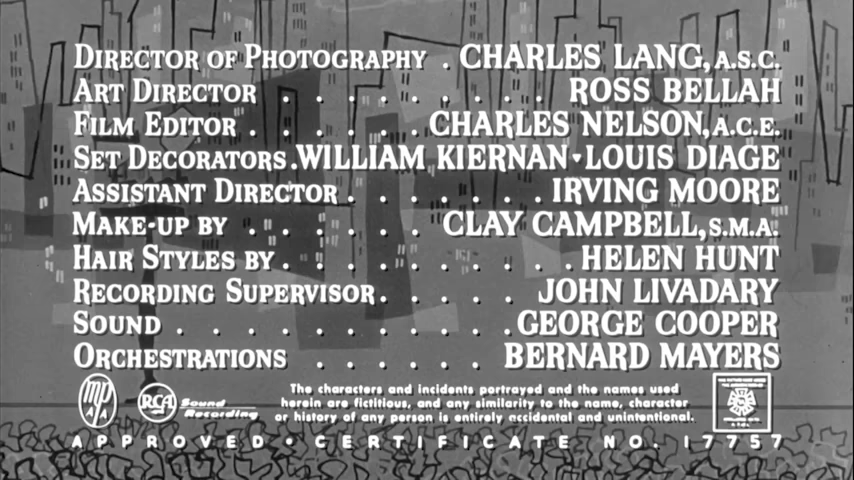 DIRECTOR OF PHOTOGRAPHY . CHARLES LANG, A.S.C.
ART DIRECTOR . . . . . . . . ROSS BELLAH
FILM EDITOR . . . . . . CHARLES NELSON, A.C.E.
SET DECORATORS . WILLIAM KIERNAN • LOUIS DIAGE
ASSISTANT DIRECTOR . . . . . . . IRVING MOORE
MAKE-UP BY . . . . . . CLAY CAMPBELL, S.M.A.
HAIR STYLES BY . . . . . . . . . HELEN HUNT
RECORDING SUPERVISOR . . . . . JOHN LIVADARY
SOUND . . . . . . . . . . . GEORGE COOPER
ORCHESTRATIONS . . . . . . BERNARD MAYERS
MPAA
RCA Sound Recording
The characters and incidents portrayed and the names used
herein are fictitious, and any similarity to the name, character
or history of any person is entirely accidental and unintentional.
APPROVED • CERTIFICATE NO. 17757